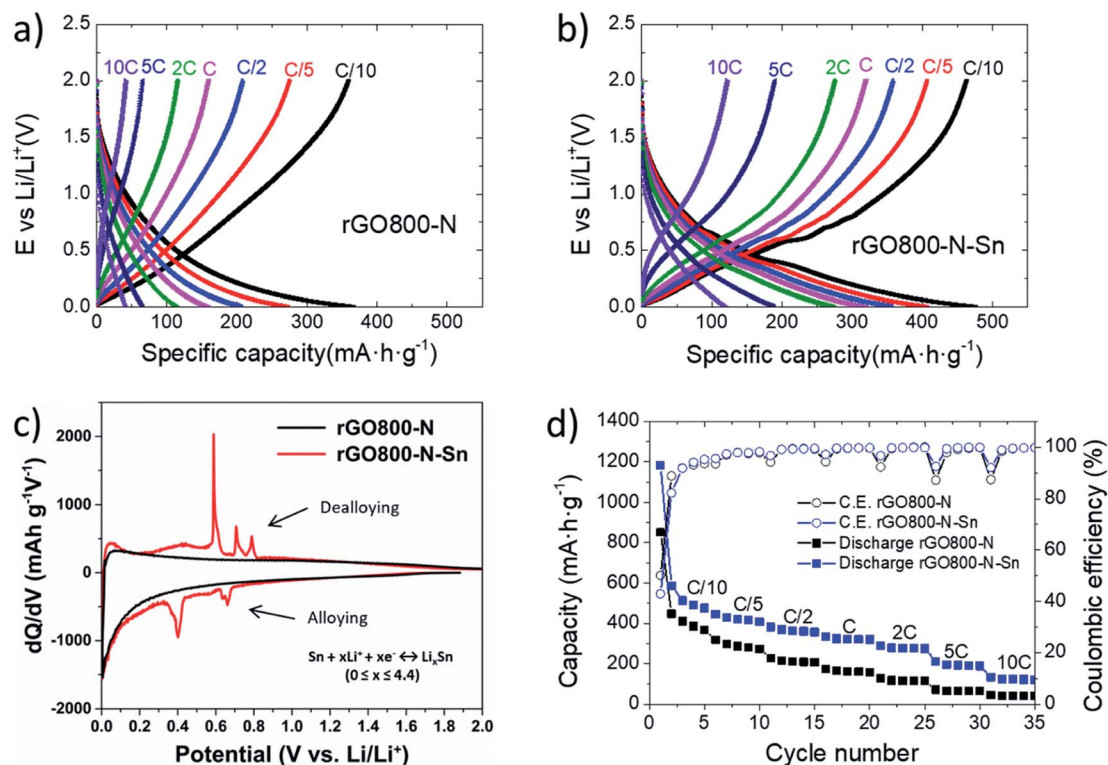 a)
2.5
2.0
1.5
1.0
0.5
0.0
E vs Li/Li⁺(V)
10C 5C 2C C C/2 C/5 C/10
rGO800-N
0 100 200 300 400 500
Specific capacity(mA·h·g⁻¹)
b)
2.5
2.0
1.5
1.0
0.5
0.0
E vs Li/Li⁺(V)
10C 5C 2C C C/2 C/5 C/10
rGO800-N-Sn
0 100 200 300 400 500
Specific capacity(mA·h·g⁻¹)
c)
2000
1000
0
-1000
-2000
dQ/dV (mAh g⁻¹V⁻¹)
rGO800-N
rGO800-N-Sn
Dealloying
Alloying
Sn + xLi⁺ + xe⁻ ↔ LiₓSn
(0 ≤ x ≤ 4.4)
0.0 0.2 0.4 0.6 0.8 1.0 1.2 1.4 1.6 1.8 2.0
Potential (V vs. Li/Li⁺)
d)
1400
1200
1000
800
600
400
200
0
Capacity (mA·h·g⁻¹)
C.E. rGO800-N
C.E. rGO800-N-Sn
Discharge rGO800-N
Discharge rGO800-N-Sn
C/10 C/5 C/2 C 2C 5C 10C
100
80
60
40
20
0
Coulombic efficiency (%)
0 5 10 15 20 25 30 35
Cycle number